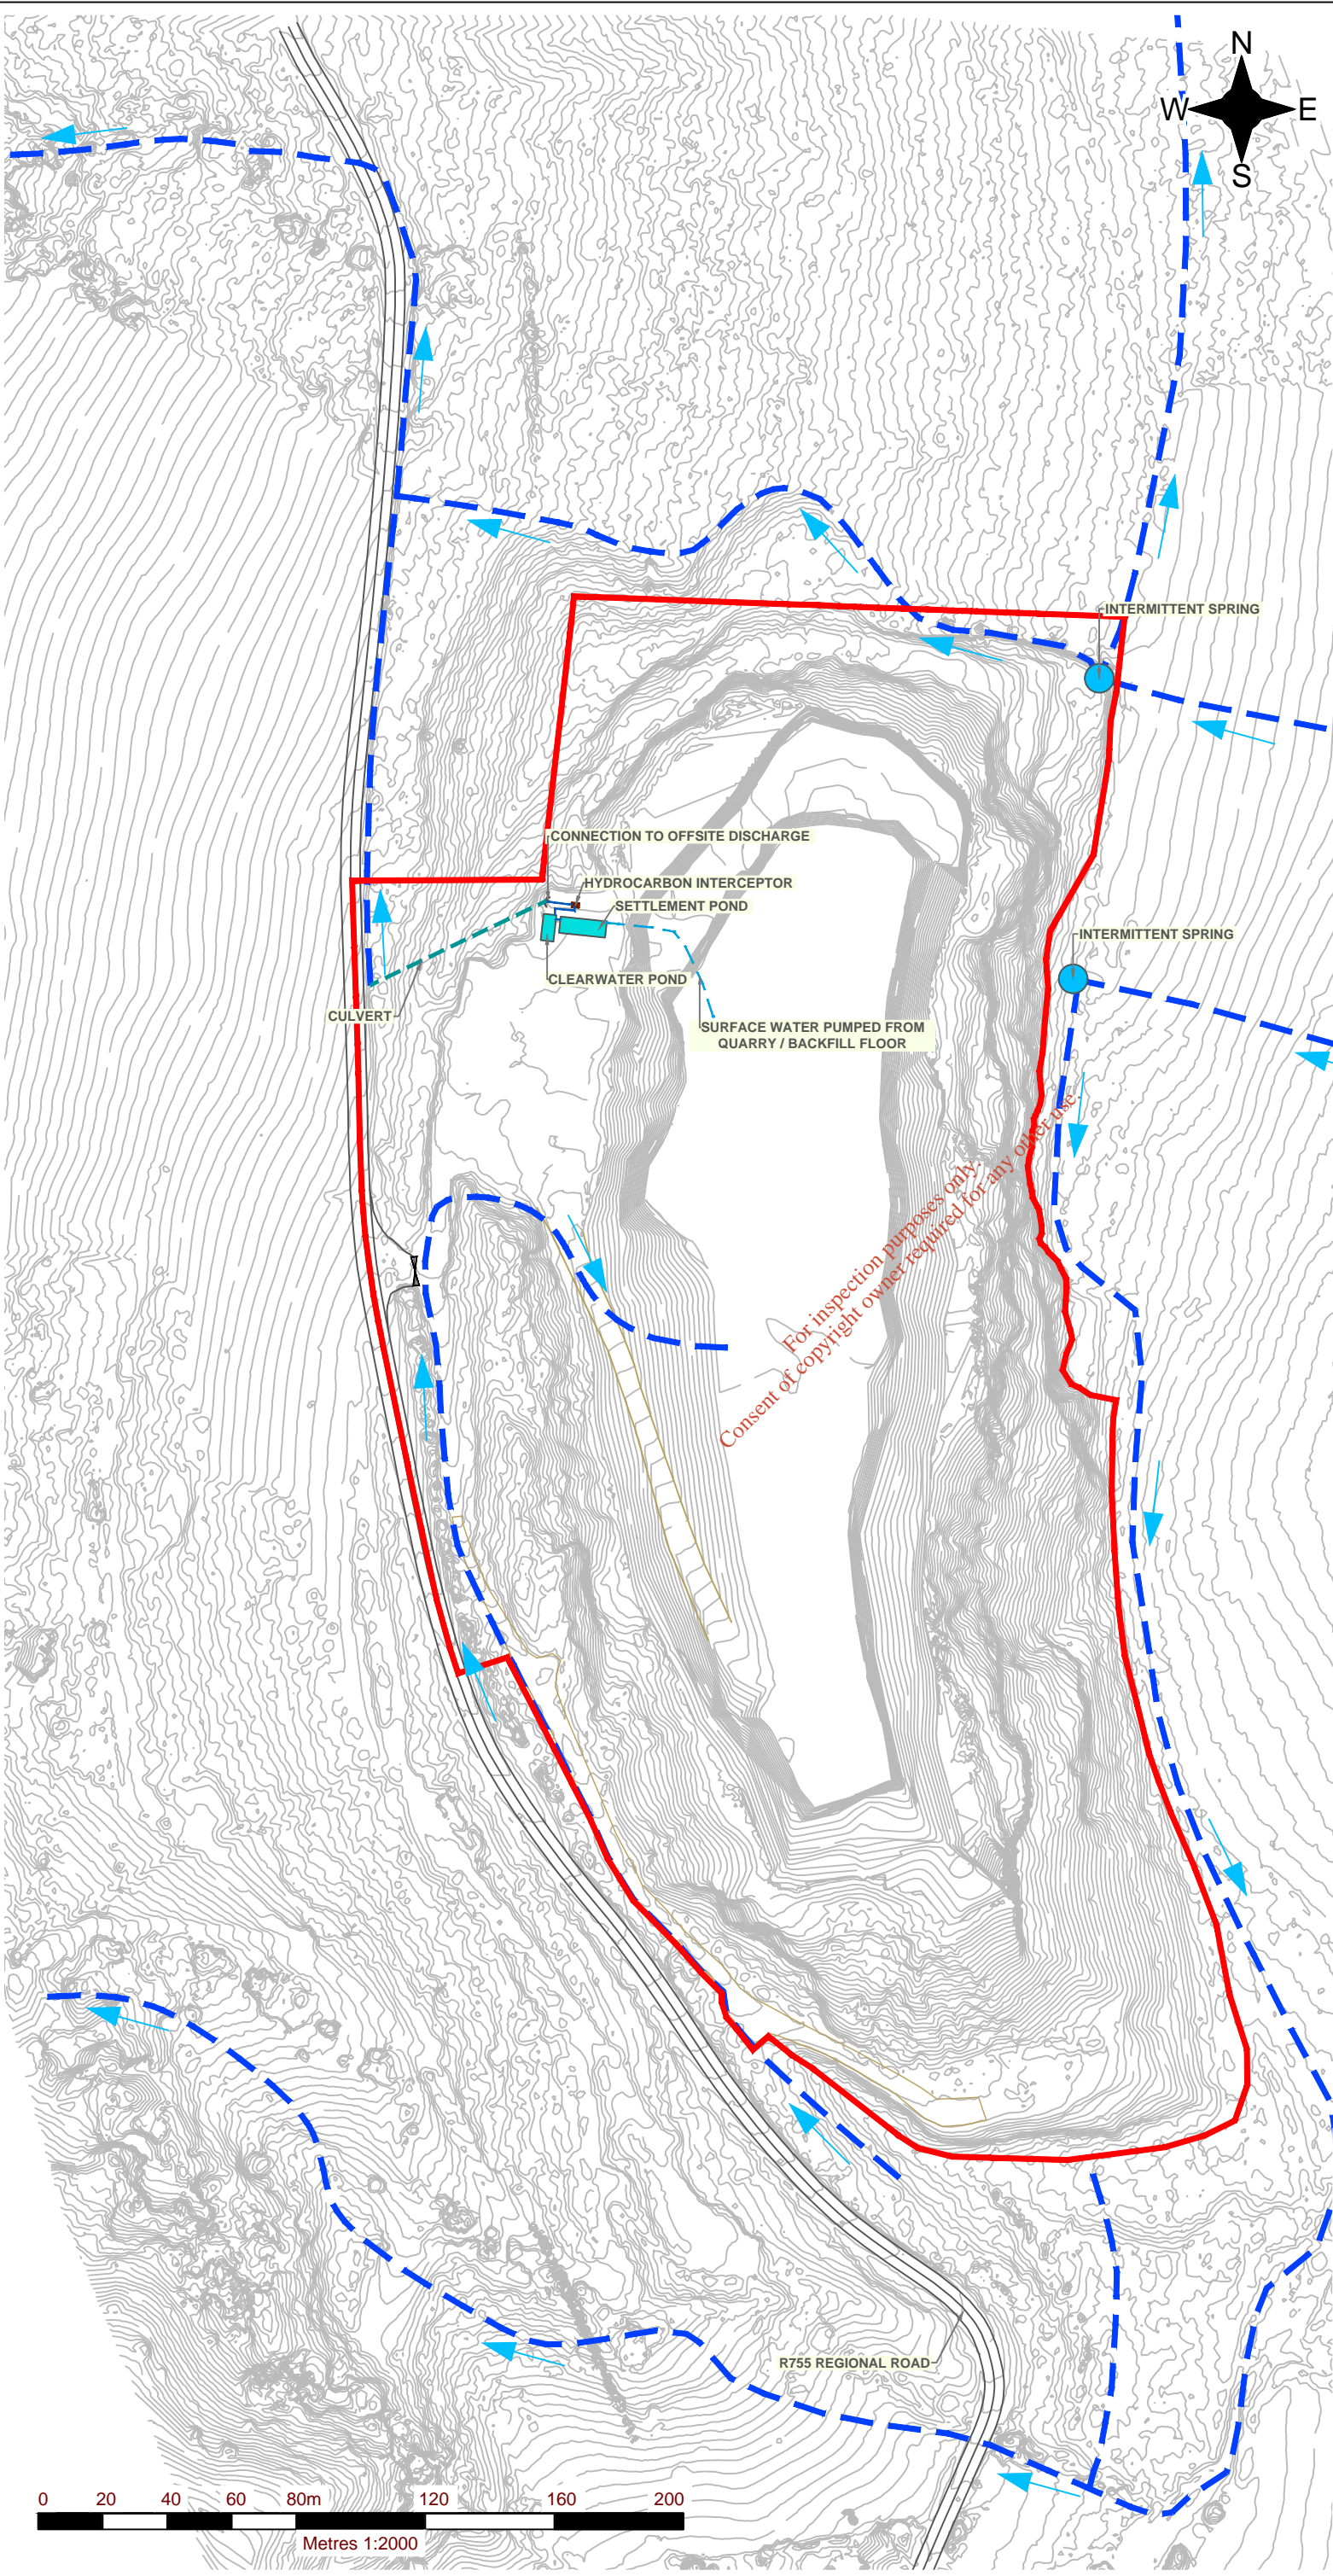 N
W E
S
INTERMITTENT SPRING
CONNECTION TO OFFSITE DISCHARGE
HYDROCARBON INTERCEPTOR
SETTLEMENT POND
INTERMITTENT SPRING
CLEARWATER POND
CULVERT
SURFACE WATER PUMPED FROM
QUARRY / BACKFILL FLOOR
For inspection purposes only.
Consent of copyright owner required for any other use.
R755 REGIONAL ROAD
0 20 40 60 80m 120 160 200
Metres 1:2000